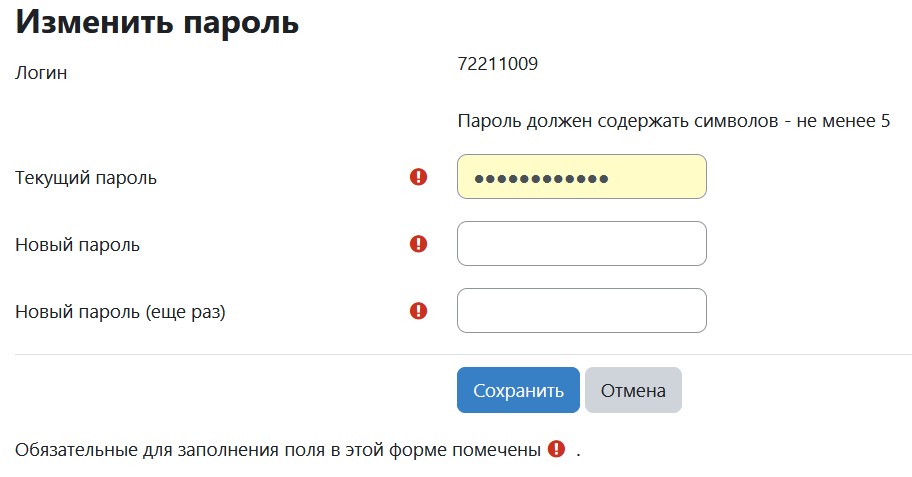 Изменить пароль
Логин 72211009
Пароль должен содержать символов - не менее 5
Текущий пароль ●●●●●●●●●●●●
Новый пароль
Новый пароль (еще раз)
Сохранить Отмена
Обязательные для заполнения поля в этой форме помечены .